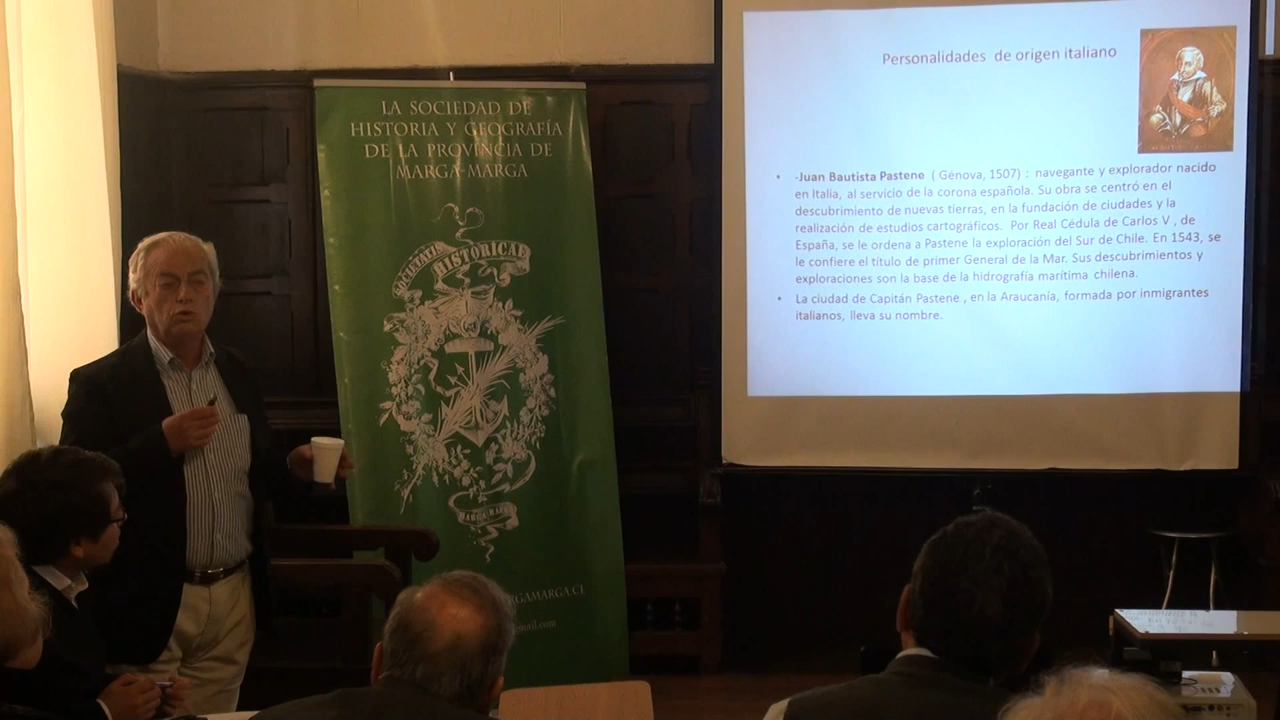 LA SOCIEDAD DE
HISTORIA Y GEOGRAFÍA
DE LA PROVINCIA DE
MARGA-MARGA
HISTORICAE
Personalidades de origen italiano
• -Juan Bautista Pastene ( Génova, 1507) : navegante y explorador nacido
en Italia, al servicio de la corona española. Su obra se centró en el
descubrimiento de nuevas tierras, en la fundación de ciudades y la
realización de estudios cartográficos. Por Real Cédula de Carlos V , de
España, se le ordena a Pastene la exploración del Sur de Chile. En 1543, se
le confiere el título de primer General de la Mar. Sus descubrimientos y
exploraciones son la base de la hidrografía marítima chilena.
• La ciudad de Capitán Pastene , en la Araucanía, formada por inmigrantes
italianos, lleva su nombre.